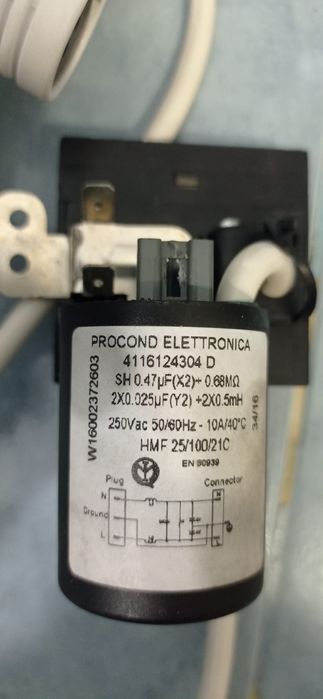 PROCOND ELETTRONICA
4116124304 D
SH 0.47µF(X2)+ 0.68MΩ
2X0.025µF(Y2) +2X0.5mH
250Vac 50/60Hz - 10A/40°C
HMF 25/100/21C
EN 60939
Plug
Connector
N
N
Ground
L
L
W16002372603
34/16